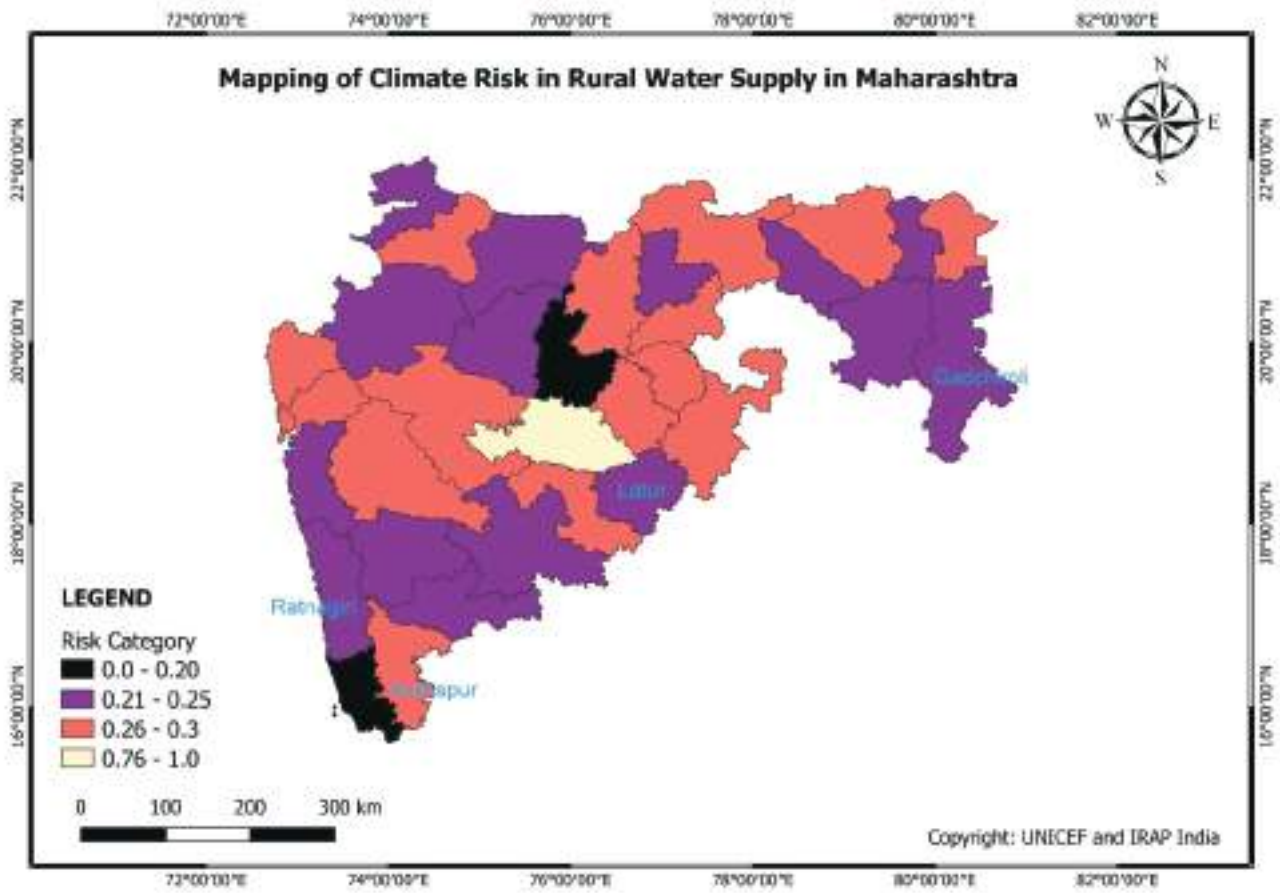 72°00'00"E 74°00'00"E 76°00'00"E 78°00'00"E 80°00'00"E 82°00'00"E
Mapping of Climate Risk in Rural Water Supply in Maharashtra
N
W E
S
22°00'00"N 22°00'00"N
20°00'00"N 20°00'00"N
18°00'00"N 18°00'00"N
16°00'00"N 16°00'00"N
Latur
LEGEND
Risk Category
0.0 - 0.20
0.21 - 0.25
0.26 - 0.3
0.76 - 1.0
0 100 200 300 km
Copyright: UNICEF and IRAP India
72°00'00"E 74°00'00"E 76°00'00"E 78°00'00"E 80°00'00"E 82°00'00"E